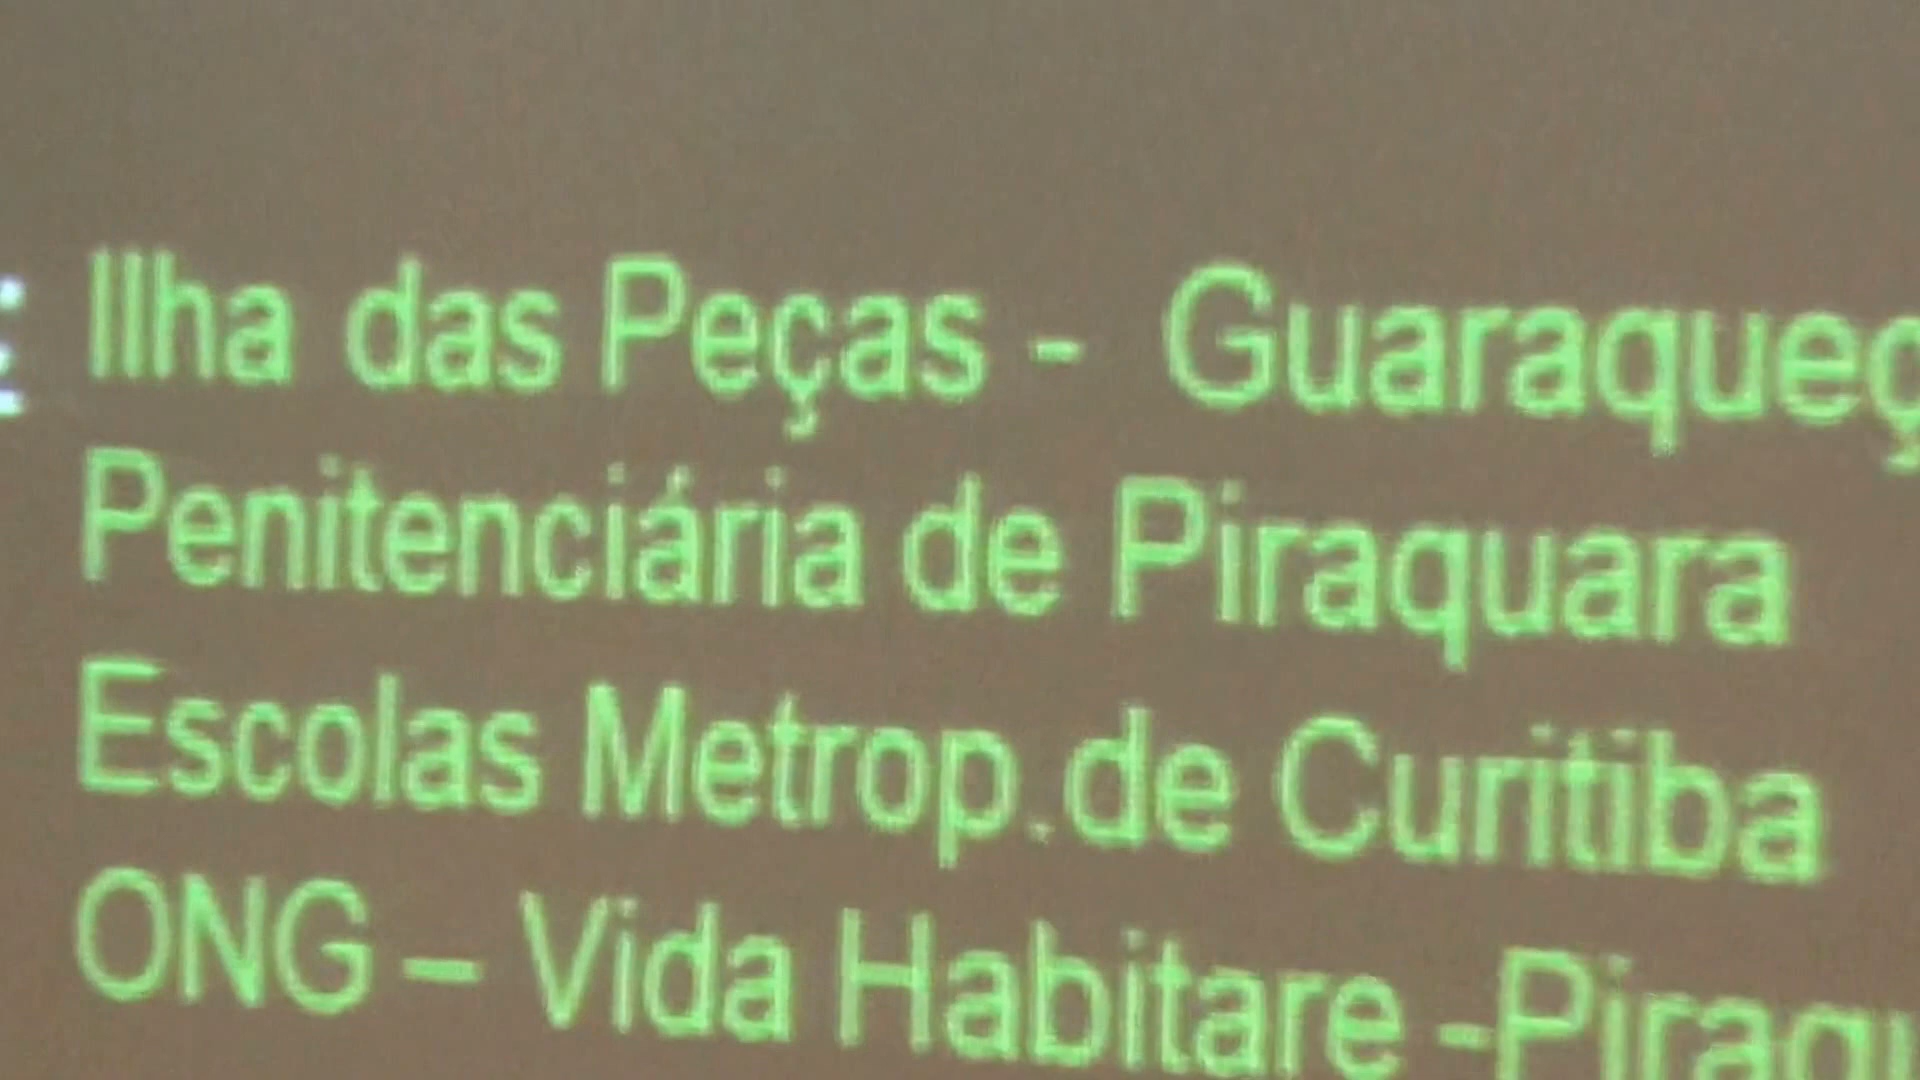 Ilha das Peças - Guaraqueç
Penitenciária de Piraquara
Escolas Metrop.de Curitiba
ONG – Vida Habitare -Piraqu